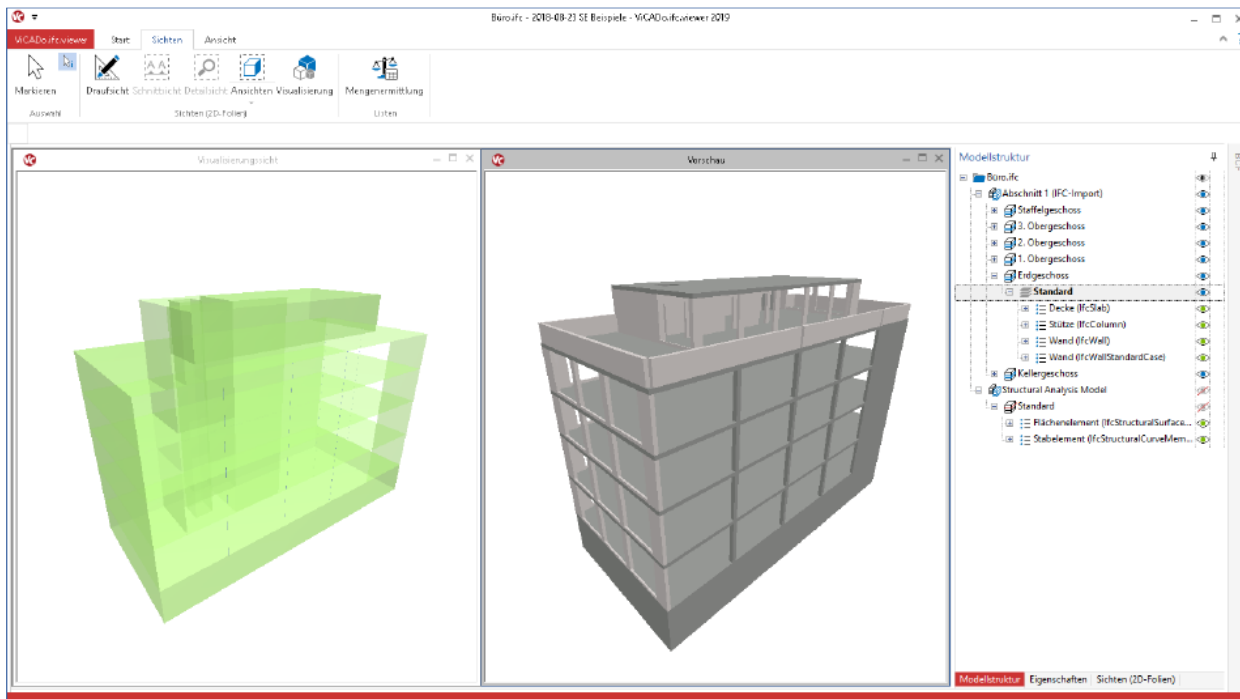 Büro.ifc - 2018-08-23 SE Beispiele - ViCADo.ifc.viewer 2019
ViCADo.ifc.viewer Start Sichten Ansicht
Markieren Draufsicht Schnittsicht Detailsicht Ansichten Visualisierung Mengenermittlung
Auswahl Sichten (2D-Folien) Listen
Visualisierungssicht
Vorschau
Modellstruktur
Büro.ifc
Abschnitt 1 (IFC-Import)
Staffelgeschoss
3. Obergeschoss
2. Obergeschoss
1. Obergeschoss
Erdgeschoss
Standard
Decke (IfcSlab)
Stütze (IfcColumn)
Wand (IfcWall)
Wand (IfcWallStandardCase)
Kellergeschoss
Structural Analysis Model
Standard
Flächenelement (IfcStructuralSurface...
Stabelement (IfcStructuralCurveMem...
Modellstruktur Eigenschaften Sichten (2D-Folien)